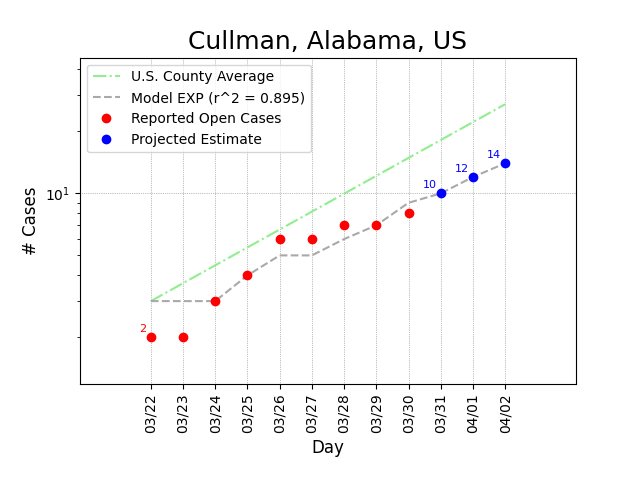 Cullman, Alabama, US
U.S. County Average
Model EXP (r^2 = 0.895)
Reported Open Cases
Projected Estimate
# Cases
10^1
2
10
12
14
03/22
03/23
03/24
03/25
03/26
03/27
03/28
03/29
03/30
03/31
04/01
04/02
Day